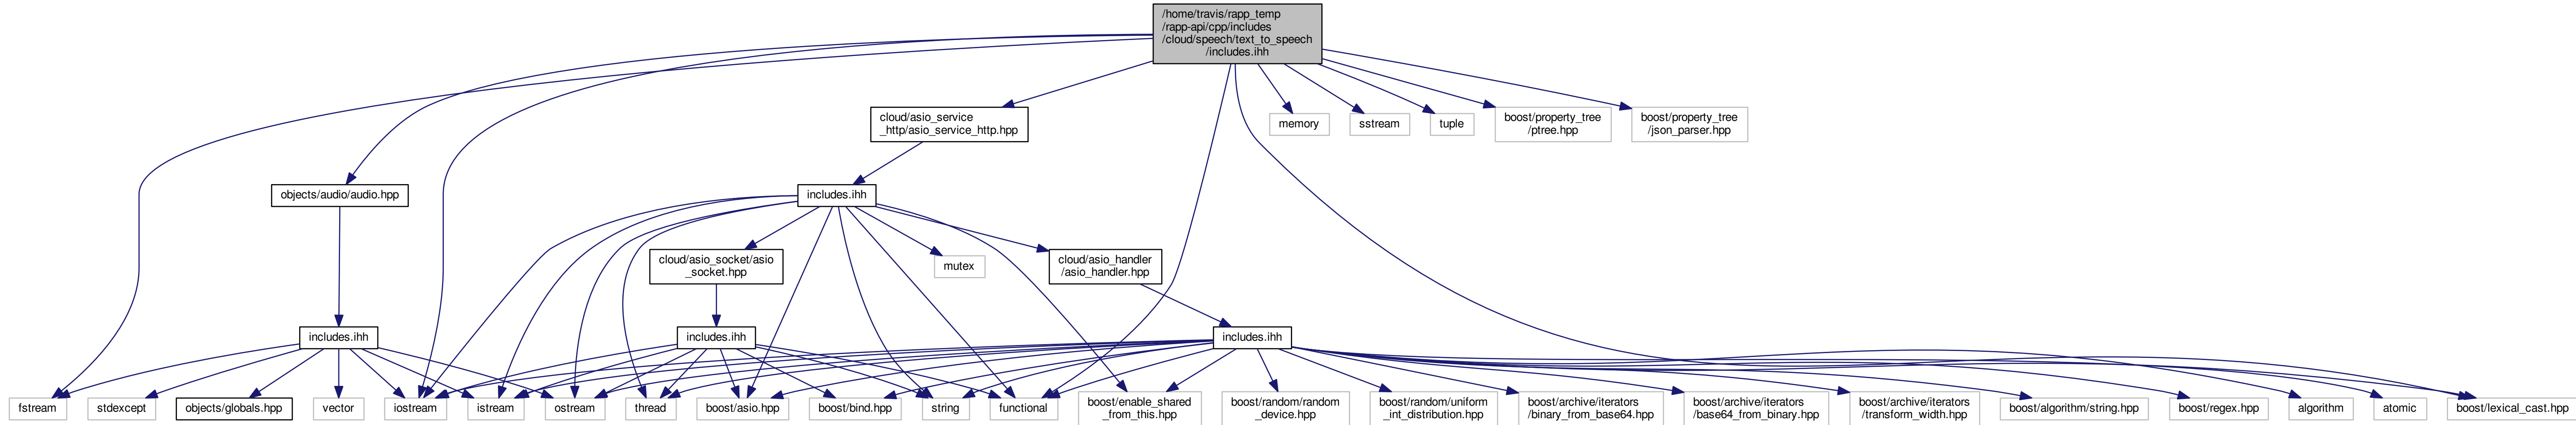 /home/travis/rapp_temp
/rapp-api/cpp/includes
/cloud/speech/text_to_speech
/includes.ihh
cloud/asio_service
_http/asio_service_http.hpp
memory
sstream
tuple
boost/property_tree
/ptree.hpp
boost/property_tree
/json_parser.hpp
objects/audio/audio.hpp
includes.ihh
cloud/asio_socket/asio
_socket.hpp
mutex
cloud/asio_handler
/asio_handler.hpp
includes.ihh
includes.ihh
includes.ihh
fstream
stdexcept
objects/globals.hpp
vector
iostream
istream
ostream
thread
boost/asio.hpp
boost/bind.hpp
string
functional
boost/enable_shared
_from_this.hpp
boost/random/random
_device.hpp
boost/random/uniform
_int_distribution.hpp
boost/archive/iterators
/binary_from_base64.hpp
boost/archive/iterators
/base64_from_binary.hpp
boost/archive/iterators
/transform_width.hpp
boost/algorithm/string.hpp
boost/regex.hpp
algorithm
atomic
boost/lexical_cast.hpp